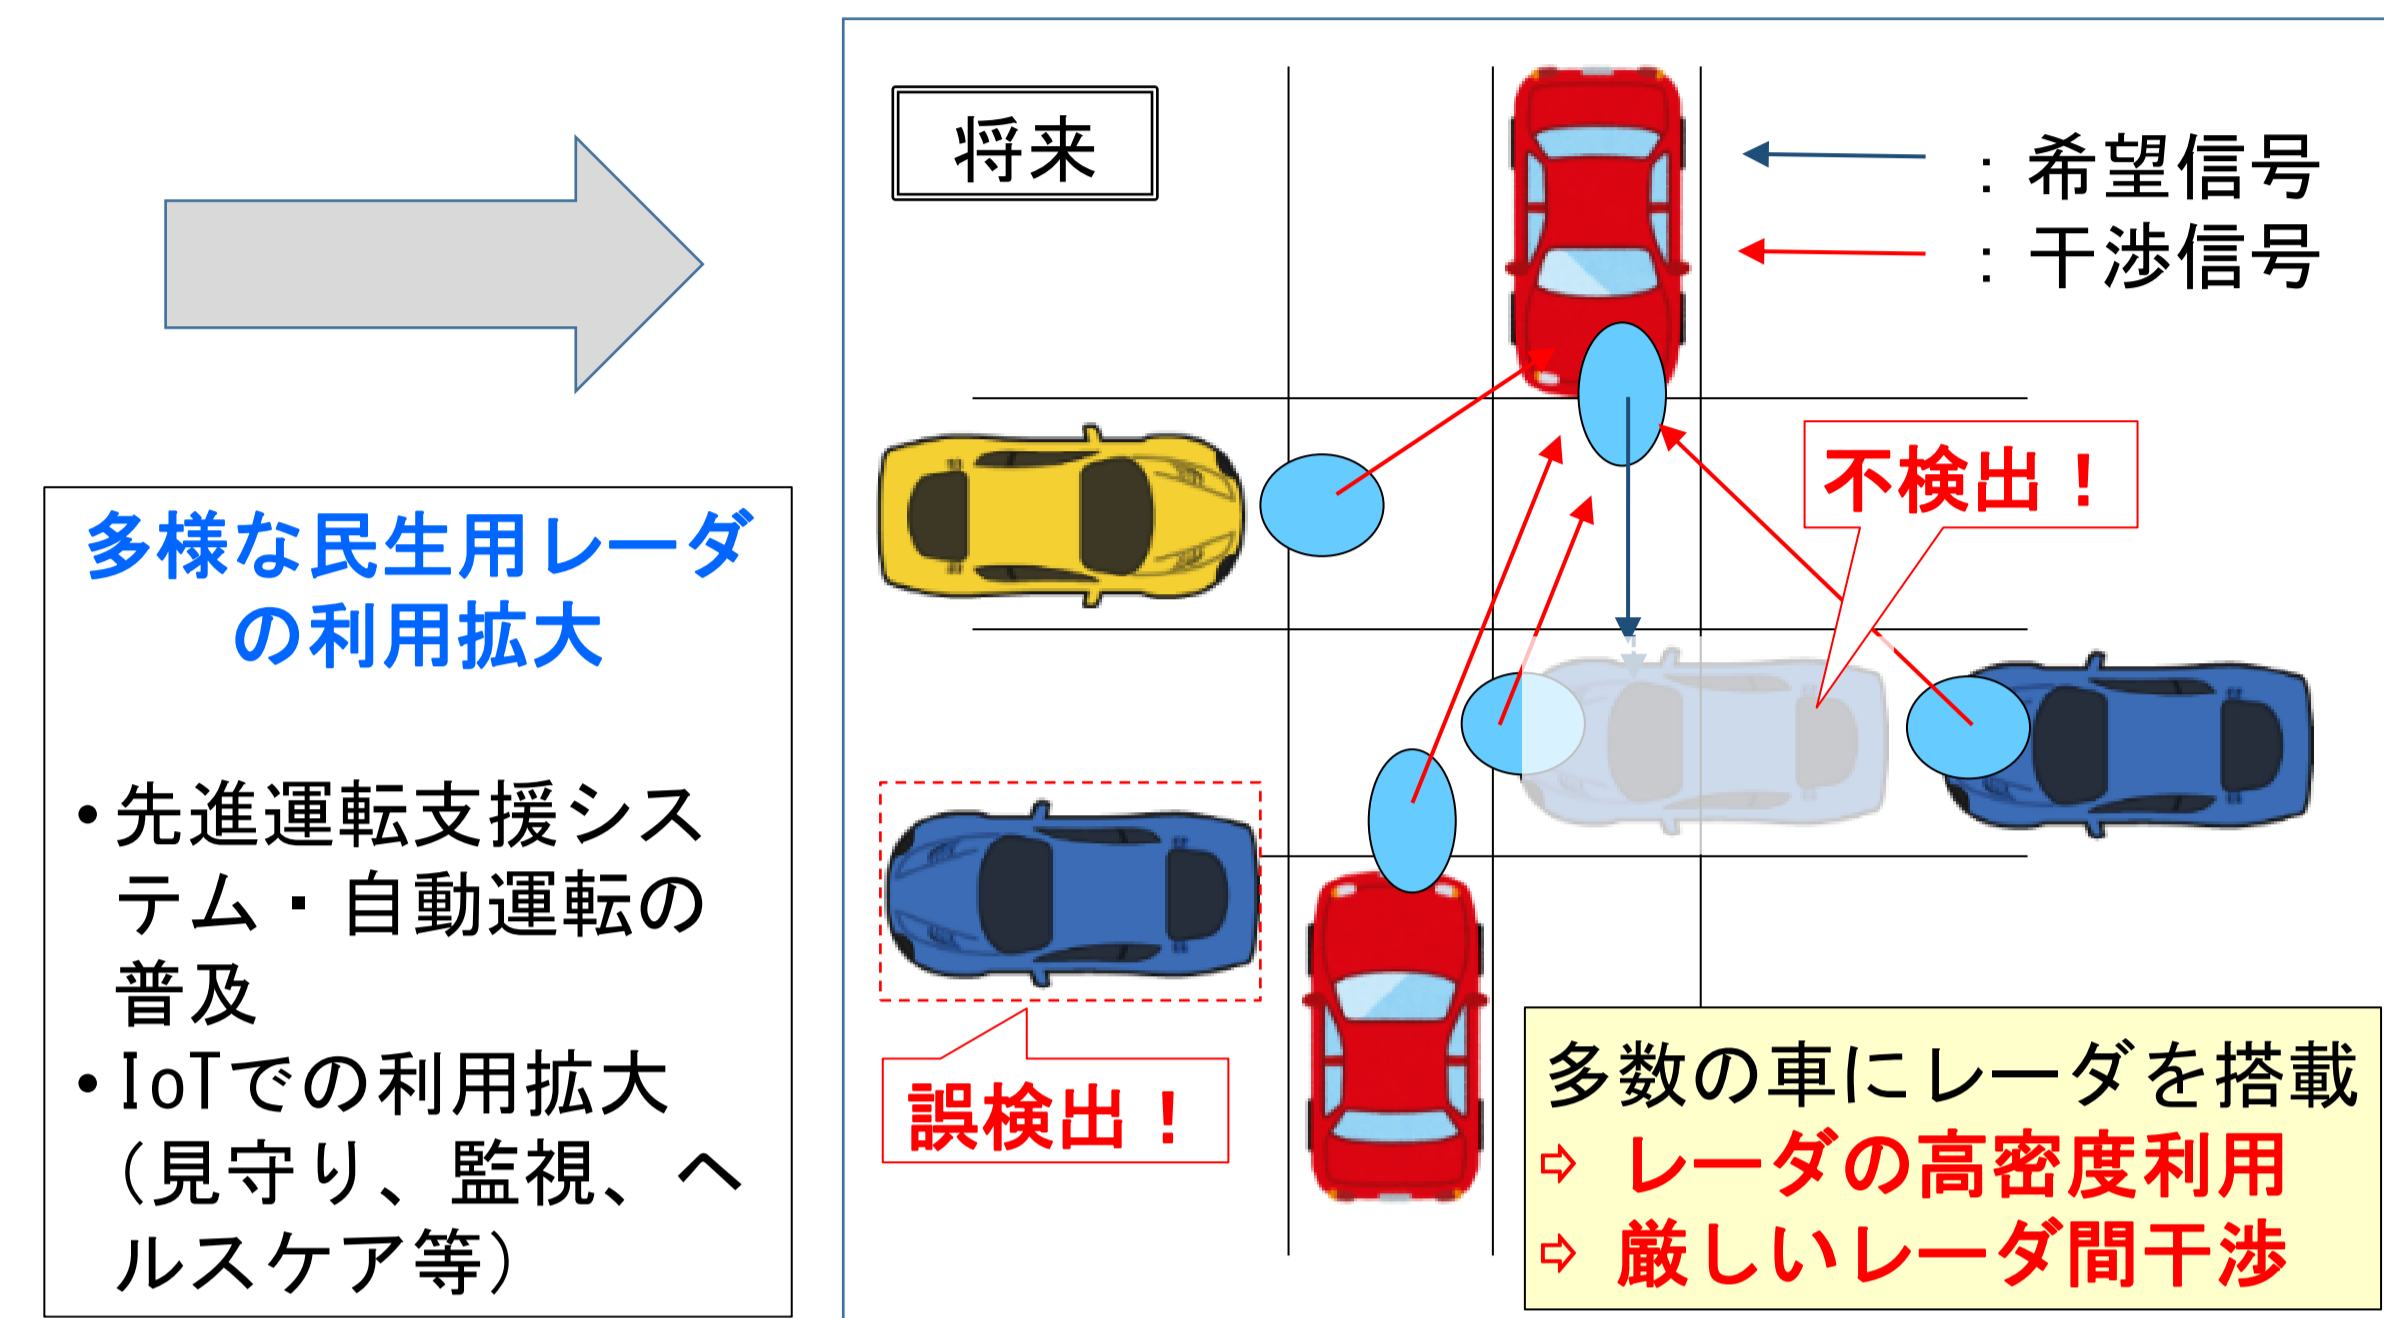 多様な民生用レーダ
の利用拡大
•先進運転支援シス
テム・自動運転の
普及
•IoTでの利用拡大
(見守り、監視、ヘ
ルスケア等)
将来
：希望信号
：干渉信号
不検出！
誤検出！
多数の車にレーダを搭載
⇨ レーダの高密度利用
⇨ 厳しいレーダ間干渉